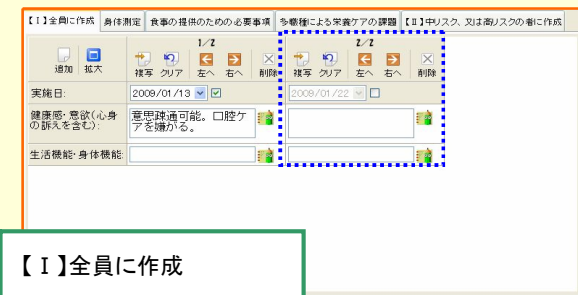 【Ⅰ】全員に作成 身体測定 食事の提供のための必要事項 多職種による栄養ケアの課題 【Ⅱ】中リスク、又は高リスクの者に作成
1/2 2/2
追加 拡大 複写 クリア 左へ 右へ 削除 複写 クリア 左へ 右へ 削除
実施日: 2009/01/13 2009/01/22
健康感・意欲(心身の訴えを含む): 意思疎通可能。口腔ケアを嫌がる。
生活機能・身体機能:
【Ⅰ】全員に作成